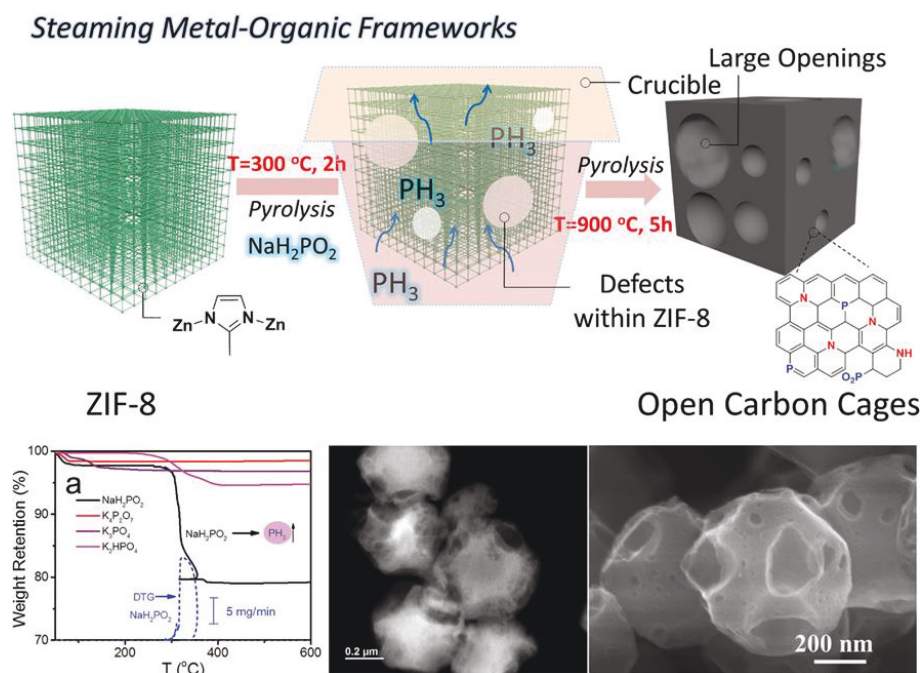 Steaming Metal-Organic Frameworks
Large Openings
Crucible
PH₃
T=300 °C, 2h
Pyrolysis
NaH₂PO₂
PH₃
Pyrolysis
T=900 °C, 5h
PH₃
Defects
within ZIF-8
Zn
N
N
Zn
N
P
N
N
NH
P
O₂P
ZIF-8
Open Carbon Cages
a
Weight Retention (%)
100
90
80
70
NaH₂PO₂
K₄P₂O₇
K₃PO₄
K₂HPO₄
NaH₂PO₂
PH₃
DTG
NaH₂PO₂
5 mg/min
200
400
600
T (°C)
0.2 μm
200 nm